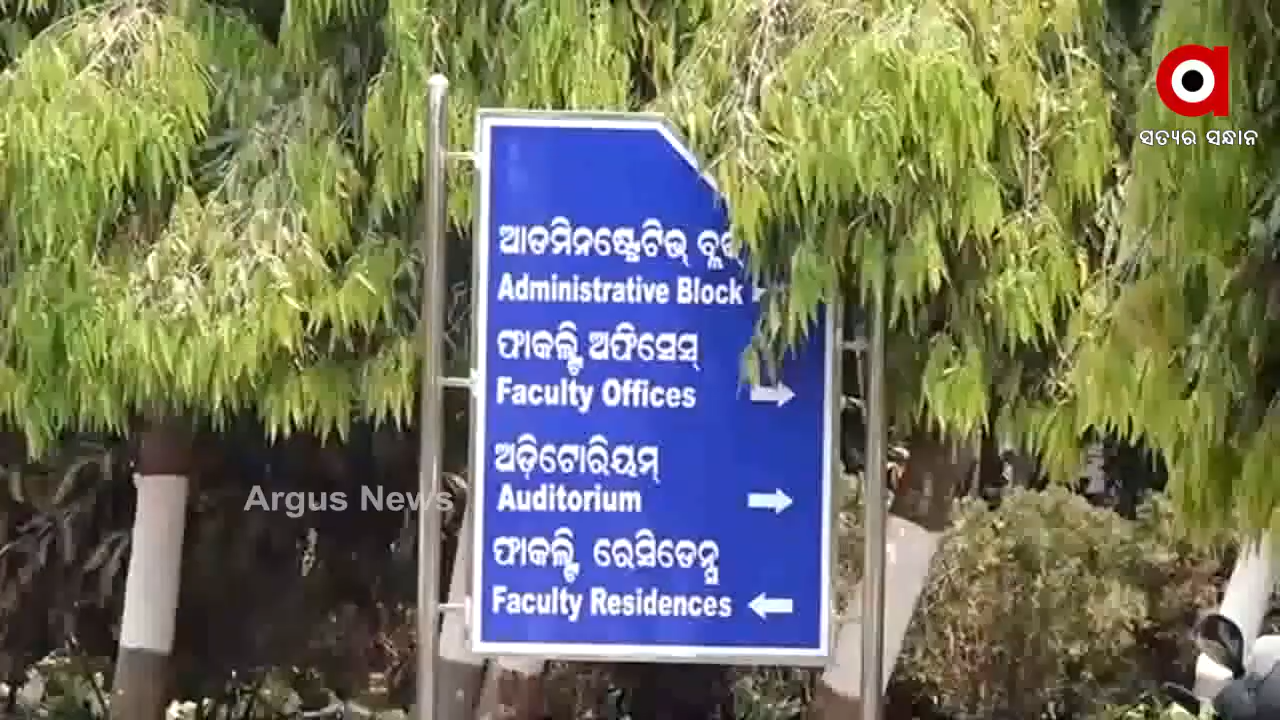 ସତ୍ୟର ସନ୍ଧାନ
ଆଡମିନଷ୍ଟ୍ରେଟିଭ୍
Administrative Block
ଫାକଲ୍ଟି ଅଫିସେସ୍
Faculty Offices
ଅଡ଼ିଟୋରିୟମ୍
Auditorium
Argus News
ଫାକଲ୍ଟି ରେସିଡେନ୍ସ
Faculty Residences